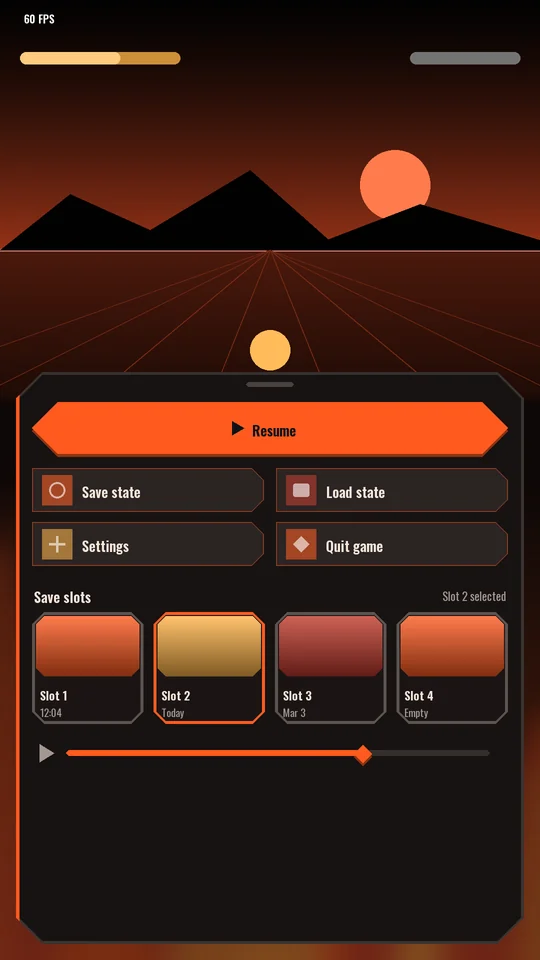 60 FPS
Resume
Save state
Load state
Settings
Quit game
Save slots
Slot 2 selected
Slot 1
12:04
Slot 2
Today
Slot 3
Mar 3
Slot 4
Empty